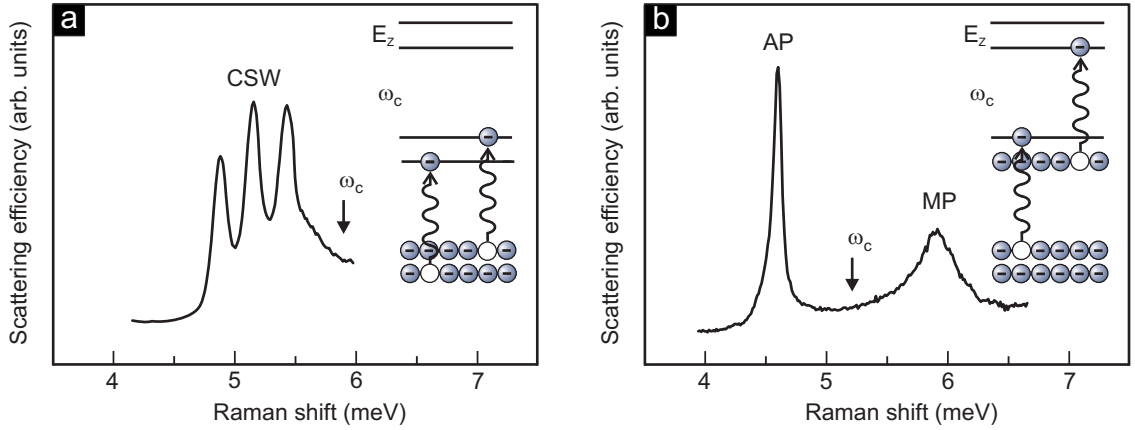 a
E_z
CSW
ω_c
ω_c
Scattering efficiency (arb. units)
4 5 6 7
Raman shift (meV)
b
AP
E_z
ω_c
MP
ω_c
Scattering efficiency (arb. units)
4 5 6 7
Raman shift (meV)